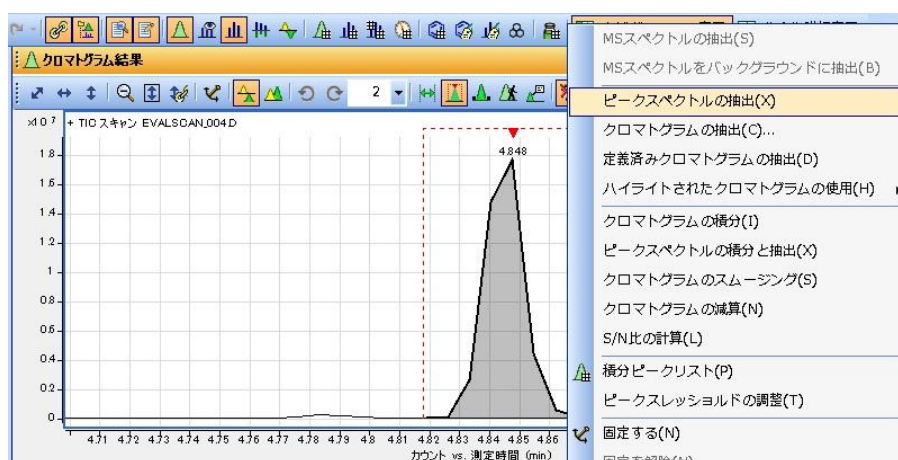 クロマトグラム結果
2
x10 7
+ TIC スキャン EVALSCAN_004.D
4.848
1.8
1.6
1.4
1.2
1
0.8
0.6
0.4
0.2
0
4.71 4.72 4.73 4.74 4.75 4.76 4.77 4.78 4.79 4.8 4.81 4.82 4.83 4.84 4.85 4.86
カウント vs. 測定時間 (min)
MSスペクトルの抽出(S)
MSスペクトルをバックグラウンドに抽出(B)
ピークスペクトルの抽出(X)
クロマトグラムの抽出(C)...
定義済みクロマトグラムの抽出(D)
ハイライトされたクロマトグラムの使用(H)
クロマトグラムの積分(I)
ピークスペクトルの積分と抽出(X)
クロマトグラムのスムージング(S)
クロマトグラムの減算(N)
S/N比の計算(L)
積分ピークリスト(P)
ピークスレッショルドの調整(T)
固定する(N)